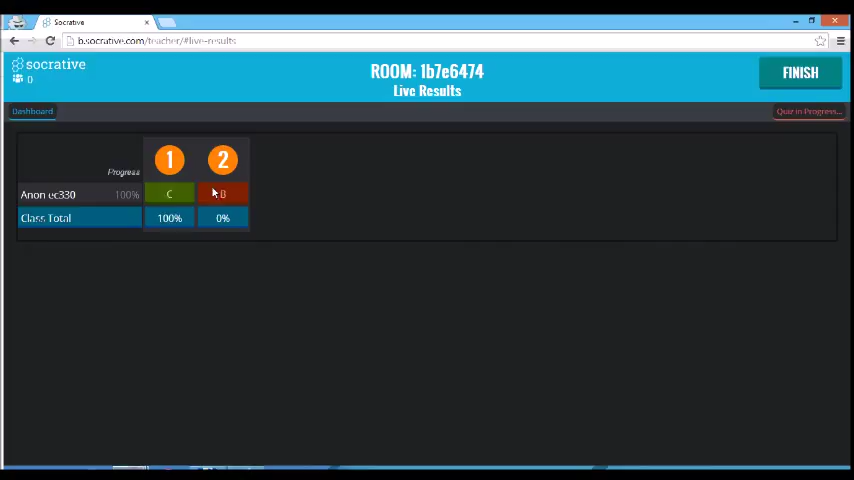 Socrative
b.socrative.com/teacher/#live-results
socrative
0
ROOM: 1b7e6474
Live Results
FINISH
Dashboard
Quiz in Progress...
Progress
1
2
Anon ec330
100%
C
B
Class Total
100%
0%